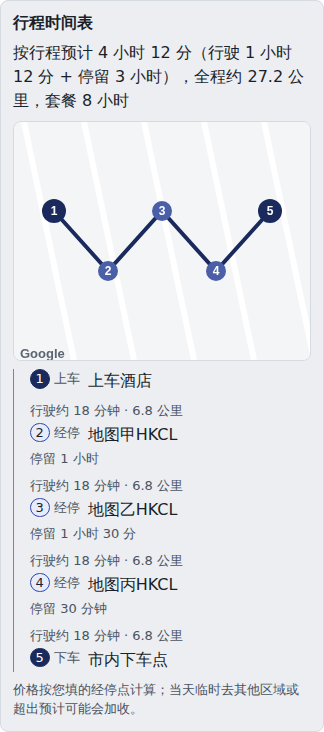 行程时间表
按行程预计 4 小时 12 分（行驶 1 小时
12 分 + 停留 3 小时），全程约 27.2 公
里，套餐 8 小时
1
3
5
2
4
Google
1 上车 上车酒店
行驶约 18 分钟 · 6.8 公里
2 经停 地图甲HKCL
停留 1 小时
行驶约 18 分钟 · 6.8 公里
3 经停 地图乙HKCL
停留 1 小时 30 分
行驶约 18 分钟 · 6.8 公里
4 经停 地图丙HKCL
停留 30 分钟
行驶约 18 分钟 · 6.8 公里
5 下车 市内下车点
价格按您填的经停点计算；当天临时去其他区域或
超出预计可能会加收。